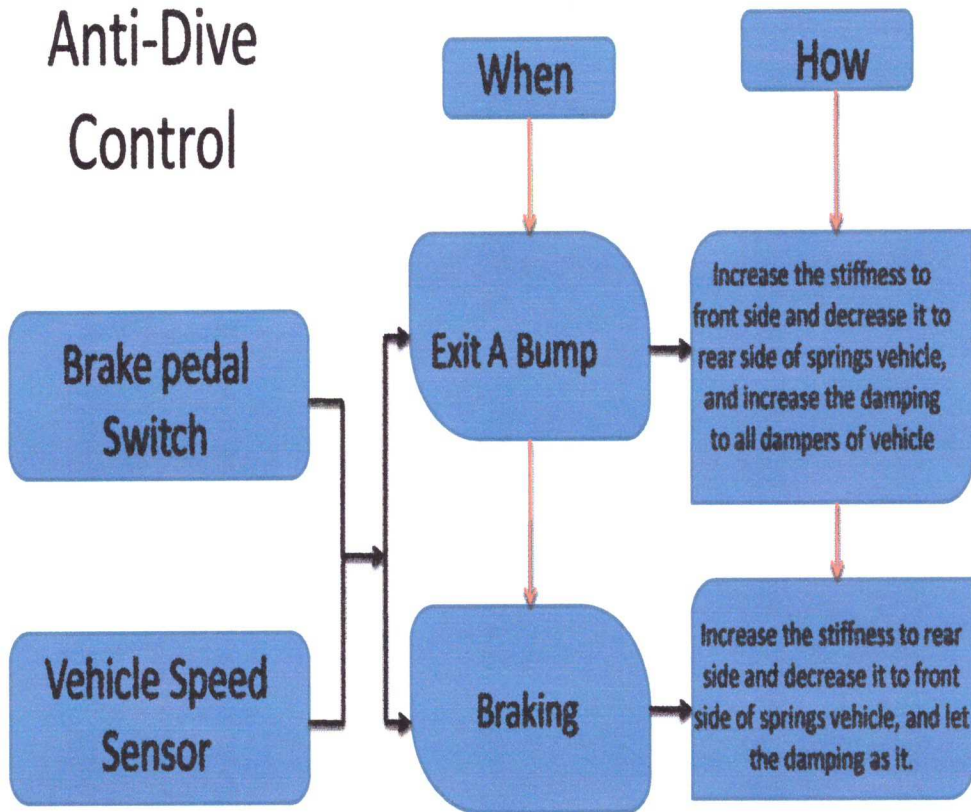 Anti-Dive
Control
When
How
Brake pedal
Switch
Vehicle Speed
Sensor
Exit A Bump
Increase the stiffness to
front side and decrease it to
rear side of springs vehicle,
and increase the damping
to all dampers of vehicle
Braking
Increase the stiffness to rear
side and decrease it to front
side of springs vehicle, and let
the damping as it.